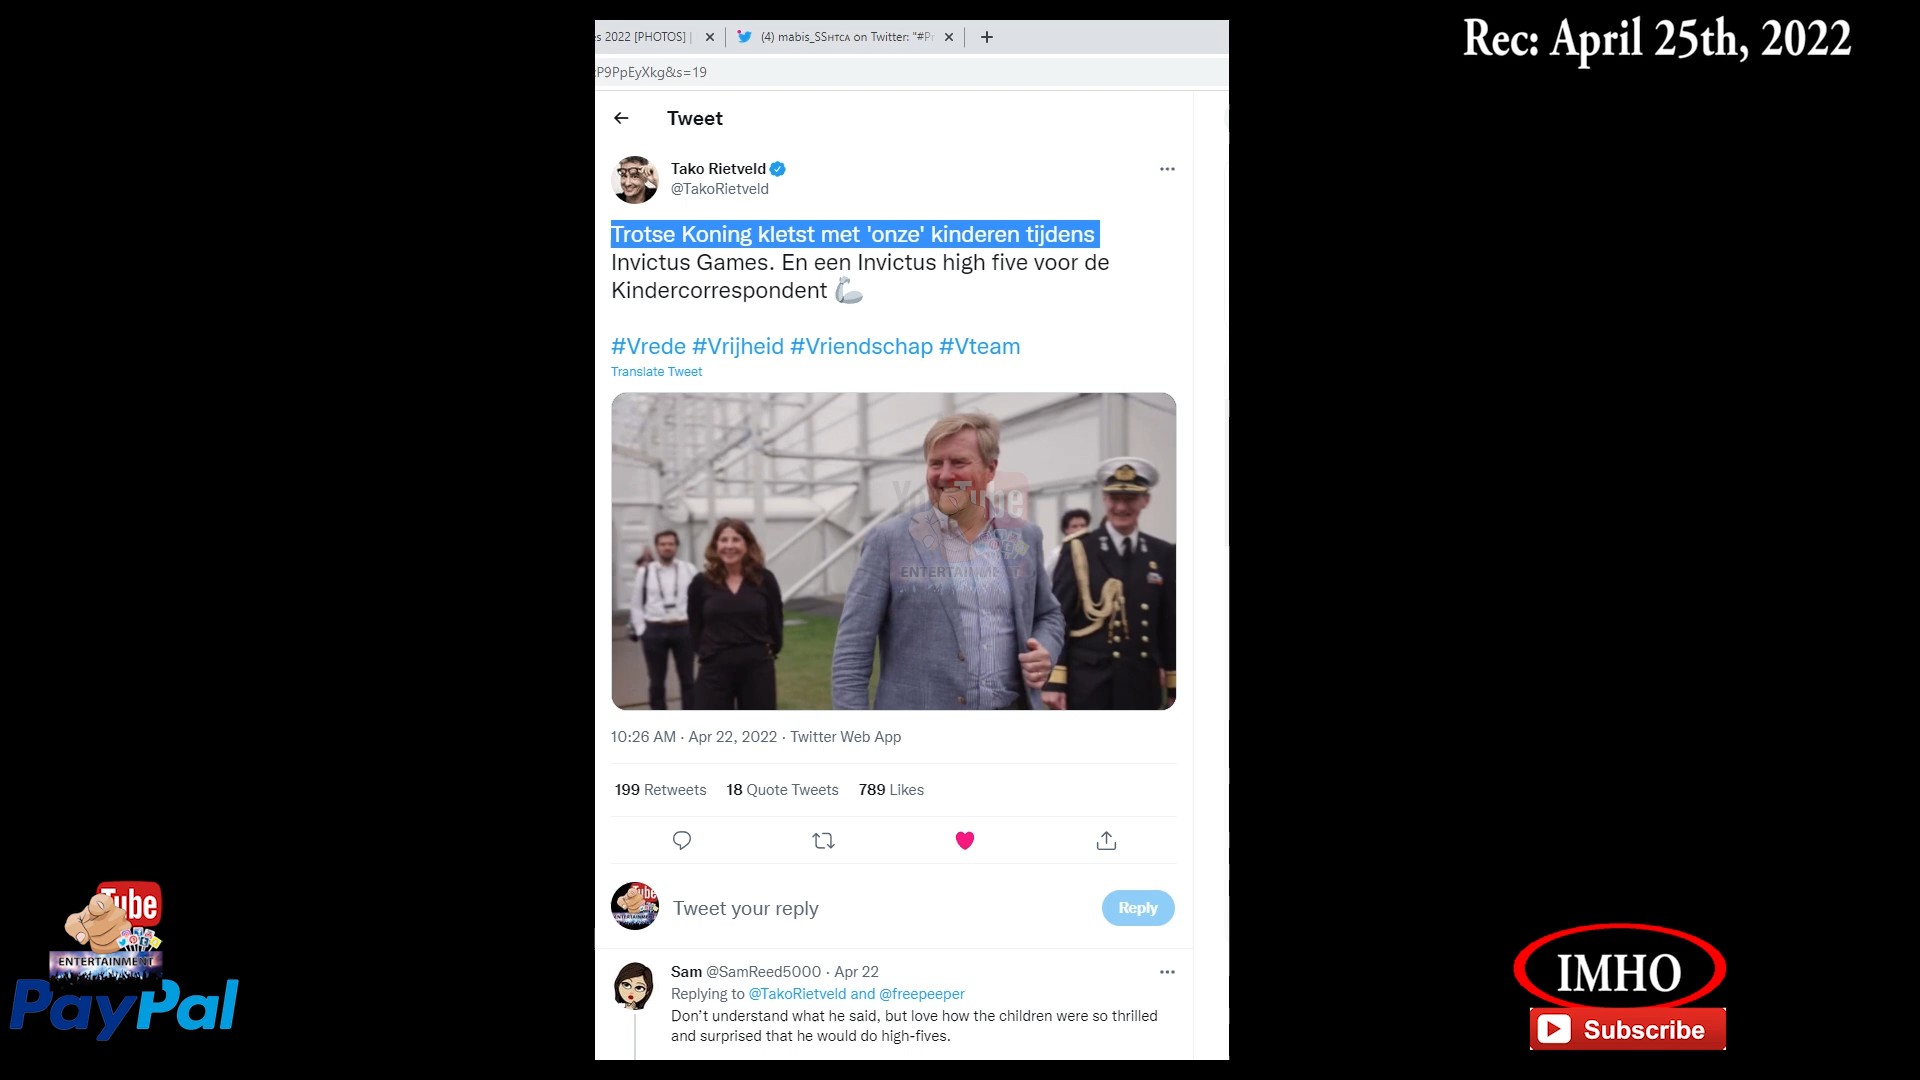 Rec: April 25th, 2022
s 2022 [PHOTOS] |
(4) mabis_SSʜᴛᴄᴀ on Twitter: "#Pr
P9PpEyXkg&s=19
Tweet
Tako Rietveld
@TakoRietveld
Trotse Koning kletst met 'onze' kinderen tijdens
Invictus Games. En een Invictus high five voor de
Kindercorrespondent 🦾
#Vrede #Vrijheid #Vriendschap #Vteam
Translate Tweet
YouTube
ENTERTAINMENT
10:26 AM · Apr 22, 2022 · Twitter Web App
199 Retweets 18 Quote Tweets 789 Likes
Tweet your reply
Reply
Sam @SamReed5000 · Apr 22
Replying to @TakoRietveld and @freepeeper
Don't understand what he said, but love how the children were so thrilled
and surprised that he would do high-fives.
Tube
ENTERTAINMENT
PayPal
IMHO
Subscribe